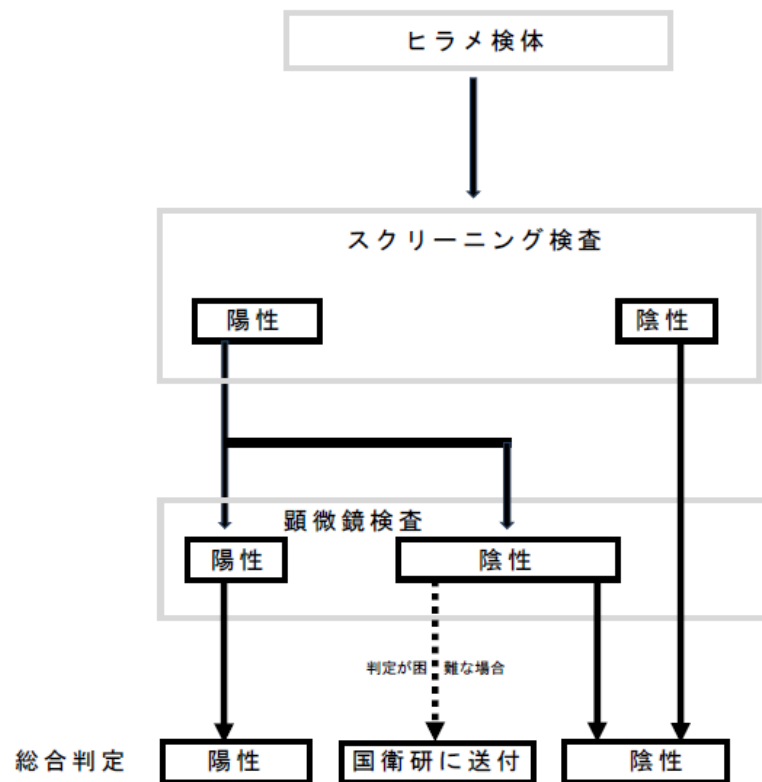 ヒラメ検体
スクリーニング検査
陽性
陰性
顕微鏡検査
陽性
陰性
判定が困難な場合
総合判定
陽性
国衛研に送付
陰性